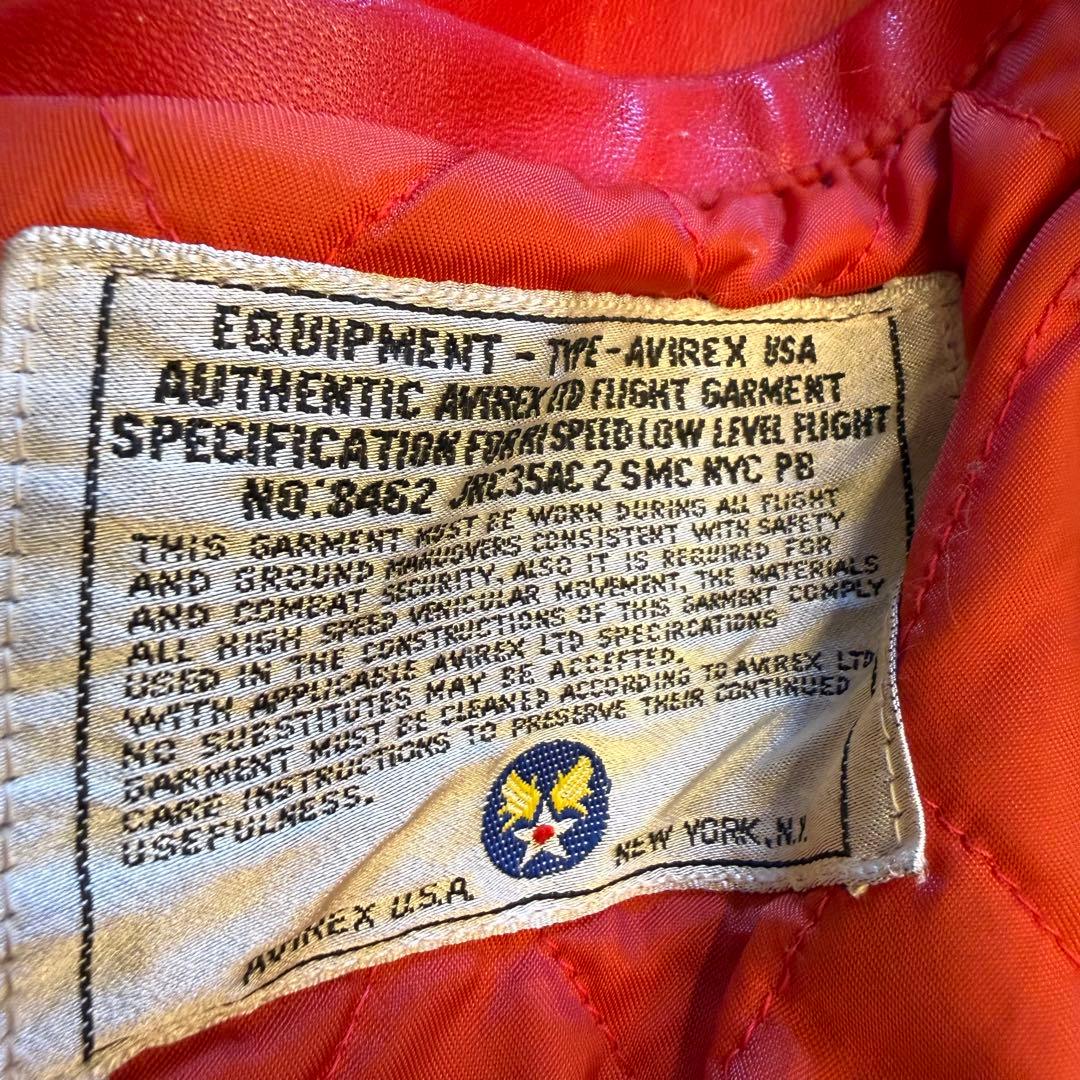 EQUIPMENT - TYPE - AVIREX USA
AUTHENTIC AVIREX LTD FLIGHT GARMENT
SPECIFICATION FOR HI SPEED LOW LEVEL FLIGHT
NO. 8462 JRC35AC 2 SMC NYC PB
THIS GARMENT MUST BE WORN DURING ALL FLIGHT
AND GROUND MANUOVERS CONSISTENT WITH SAFETY
AND COMBAT SECURITY. ALSO IT IS REQUIRED FOR
ALL HIGH SPEED VEHICULAR MOVEMENT, THE MATERIALS
USED IN THE CONSTRUCTIONS OF THIS GARMENT COMPLY
WITH APPLICABLE AVIREX LTD SPECIRCATIONS
NO SUBSTITUTES MAY BE ACCEFTED.
GARMENT MUST BE CLEANED ACCORDING TO AVIREX LTD
CARE INSTRUCTIONS TO PRESERVE THEIR CONTINUED
USEFULNESS.
AVIREX U.S.A. NEW YORK, N.Y.